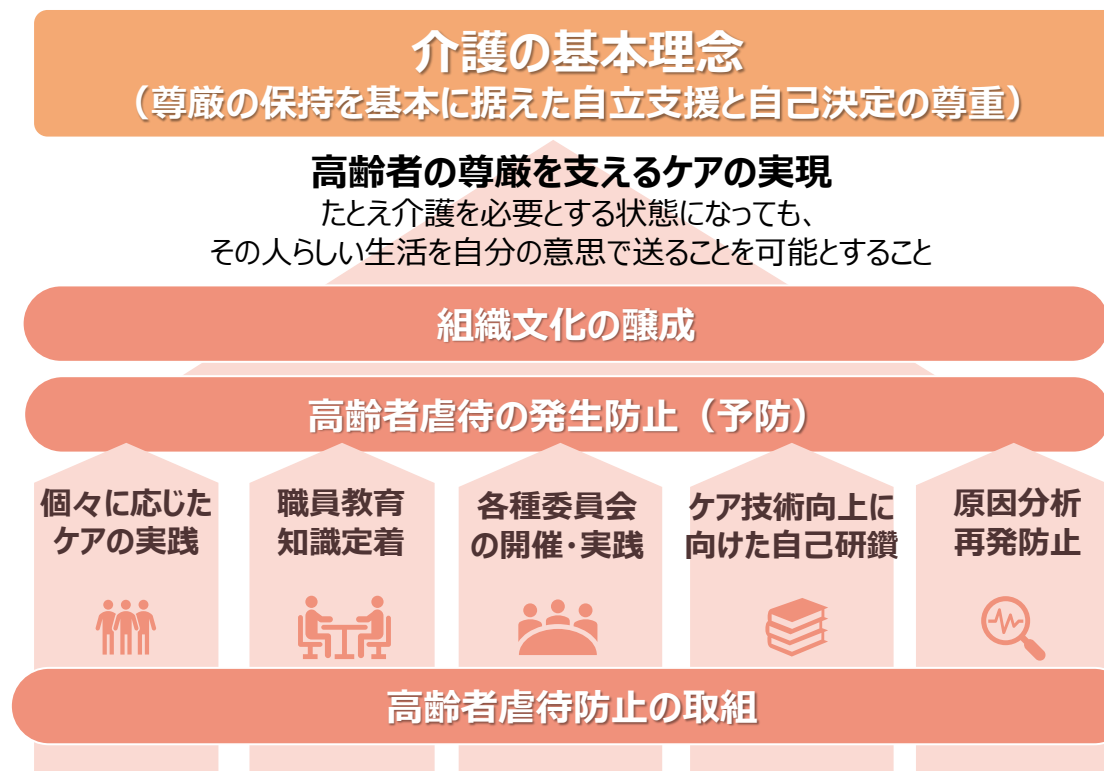 介護の基本理念
（尊厳の保持を基本に据えた自立支援と自己決定の尊重）
高齢者の尊厳を支えるケアの実現
たとえ介護を必要とする状態になっても、
その人らしい生活を自分の意思で送ることを可能とすること
組織文化の醸成
高齢者虐待の発生防止（予防）
個々に応じた
ケアの実践
職員教育
知識定着
各種委員会
の開催・実践
ケア技術向上に
向けた自己研鑽
原因分析
再発防止
高齢者虐待防止の取組